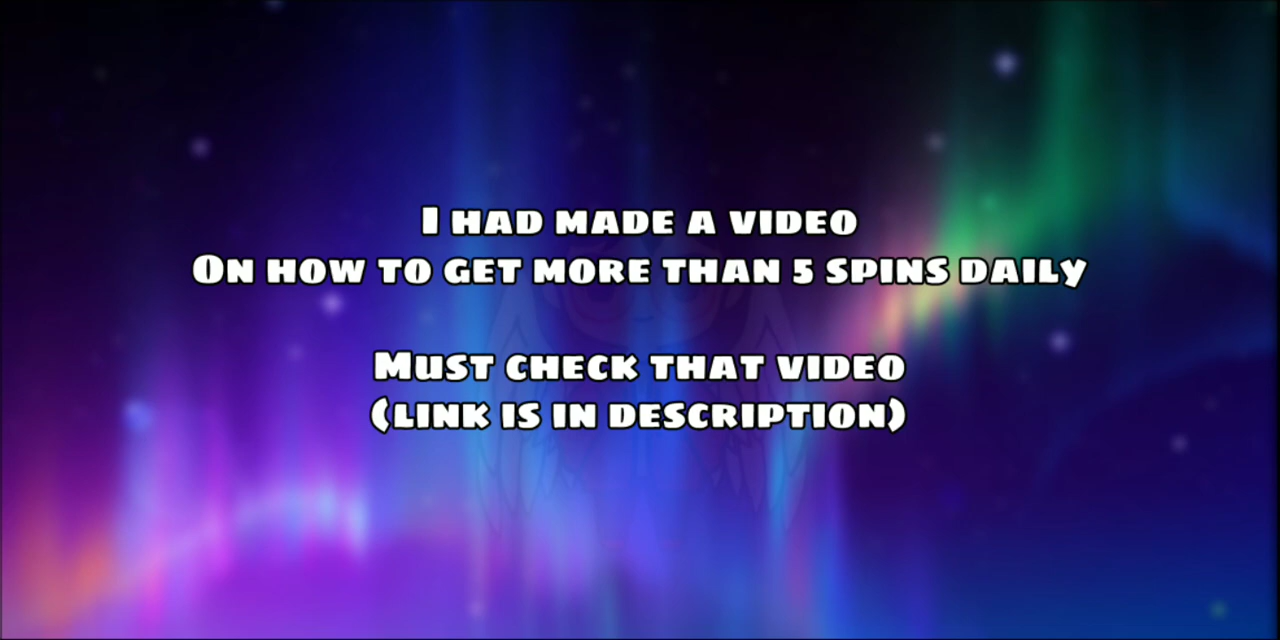 I had made a video
On how to get more than 5 spins daily
Must check that video
(link is in description)